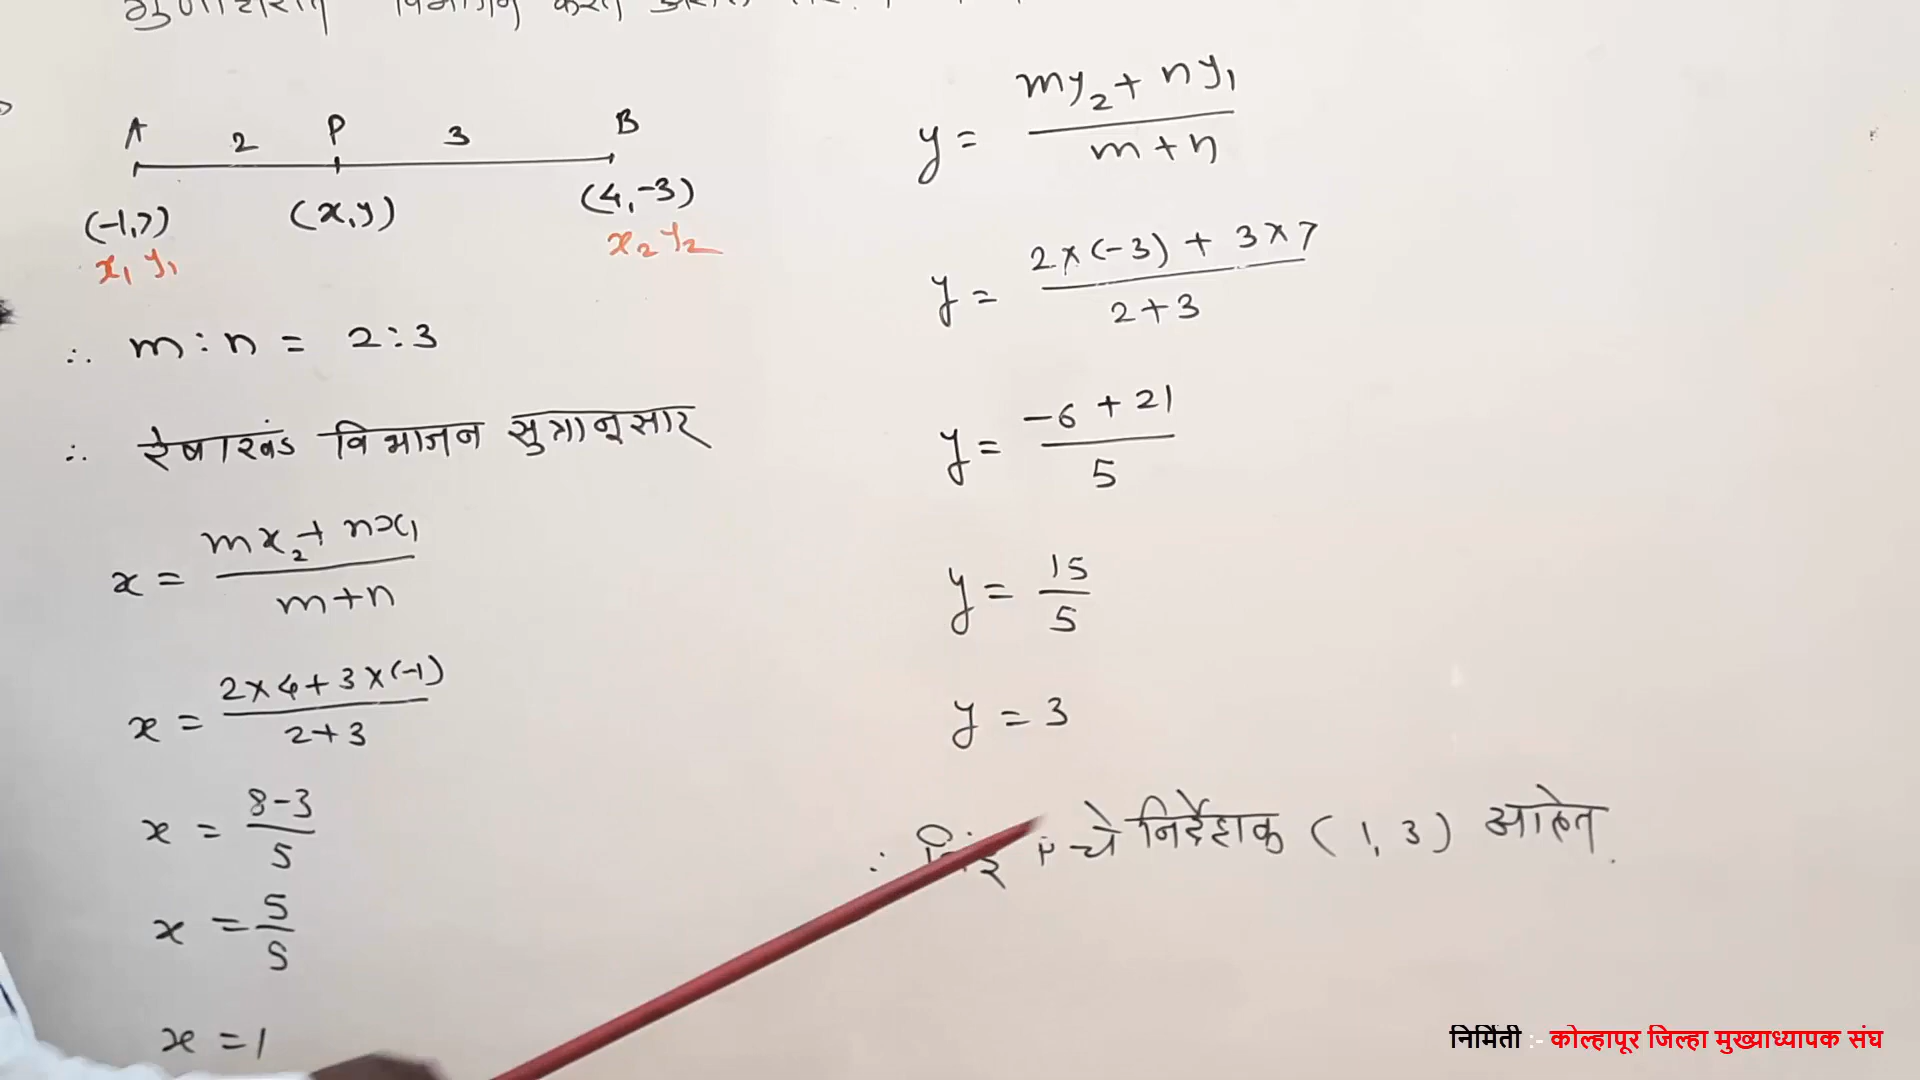 A 2 P 3 B
(-1,7) (x,y) (4,-3)
x₁ y₁ x₂ y₂
∴ m : n = 2 : 3
∴ रेषाखंड विभाजन सुत्रानूसार
x = (mx₂ + nx₁) / (m+n)
x = (2×4+3×(-1)) / (2+3)
x = (8-3) / 5
x = 5/5
x = 1
y = (my₂ + ny₁) / (m+n)
y = (2×(-3) + 3×7) / (2+3)
y = (-6 + 21) / 5
y = 15/5
y = 3
∴ P चे निर्देशक (1, 3) आहेत.
निर्मिती :- कोल्हापूर जिल्हा मुख्याध्यापक संघ